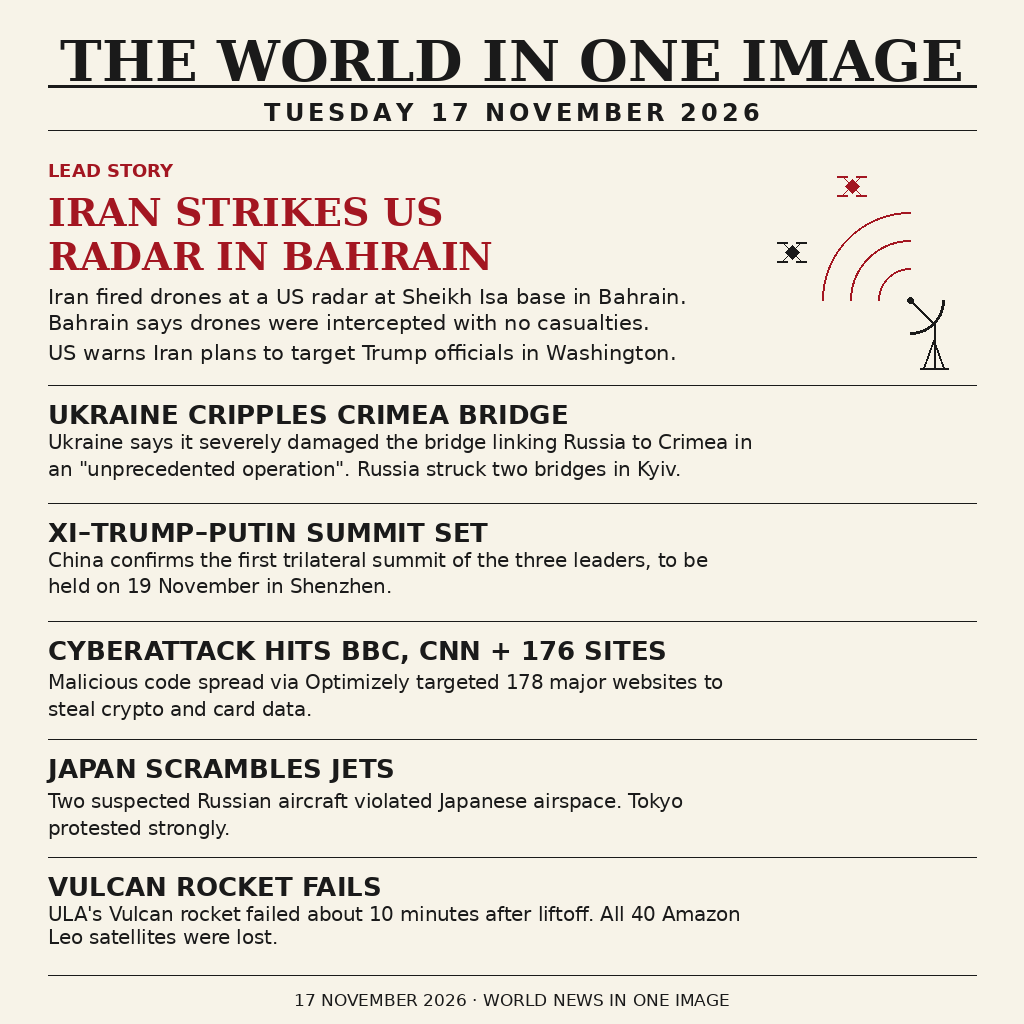 THE WORLD IN ONE IMAGE
TUESDAY 17 NOVEMBER 2026
LEAD STORY
IRAN STRIKES US
RADAR IN BAHRAIN
Iran fired drones at a US radar at Sheikh Isa base in Bahrain.
Bahrain says drones were intercepted with no casualties.
US warns Iran plans to target Trump officials in Washington.
UKRAINE CRIPPLES CRIMEA BRIDGE
Ukraine says it severely damaged the bridge linking Russia to Crimea in
an "unprecedented operation". Russia struck two bridges in Kyiv.
XI–TRUMP–PUTIN SUMMIT SET
China confirms the first trilateral summit of the three leaders, to be
held on 19 November in Shenzhen.
CYBERATTACK HITS BBC, CNN + 176 SITES
Malicious code spread via Optimizely targeted 178 major websites to
steal crypto and card data.
JAPAN SCRAMBLES JETS
Two suspected Russian aircraft violated Japanese airspace. Tokyo
protested strongly.
VULCAN ROCKET FAILS
ULA's Vulcan rocket failed about 10 minutes after liftoff. All 40 Amazon
Leo satellites were lost.
17 NOVEMBER 2026 · WORLD NEWS IN ONE IMAGE